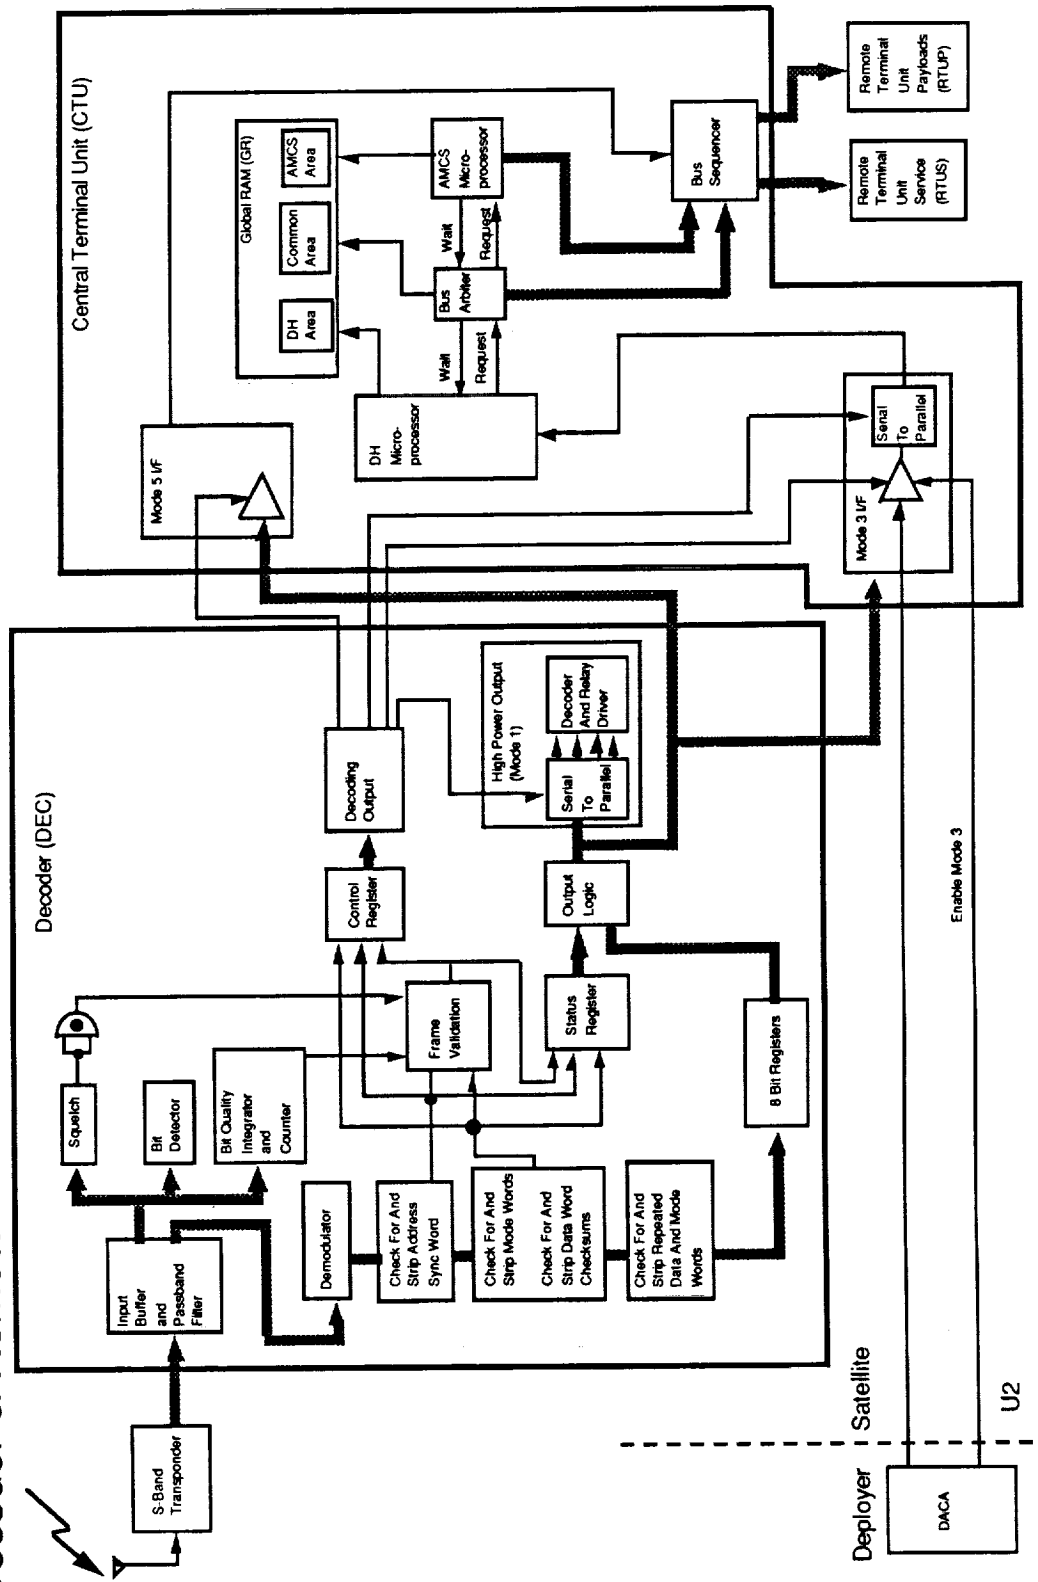 Central Terminal Unit (CTU)
Mode 5 I/F
Global RAM (GR)
DH
Area
Common
Area
AMCS
Area
DH
Micro-
processor
Wait
Request
Bus
Arbiter
Wait
Request
AMCS
Micro-
processor
Bus
Sequencer
Mode 3 I/F
Serial
To
Parallel
Remote
Terminal
Unit
Service
(RTUS)
Remote
Terminal
Unit
Payloads
(RTUP)
Decoder (DEC)
S-Band
Transponder
Input
Buffer
and
Passband
Filter
Squelch
Bit
Detector
Bit Quality
Integrator
and
Counter
Demodulator
Check For And
Strip Address
Sync Word
Check For And
Strip Mode Words
Check For And
Strip Data Word
Checksums
Check For And
Strip Repeated
Data And Mode
Words
Frame
Validation
Control
Register
Decoding
Output
Status
Register
Output
Logic
8 Bit Registers
High Power Output
(Mode 1)
Serial
To
Parallel
Decoder
And Relay
Driver
Enable Mode 3
Deployer
Satellite
DACA
U2